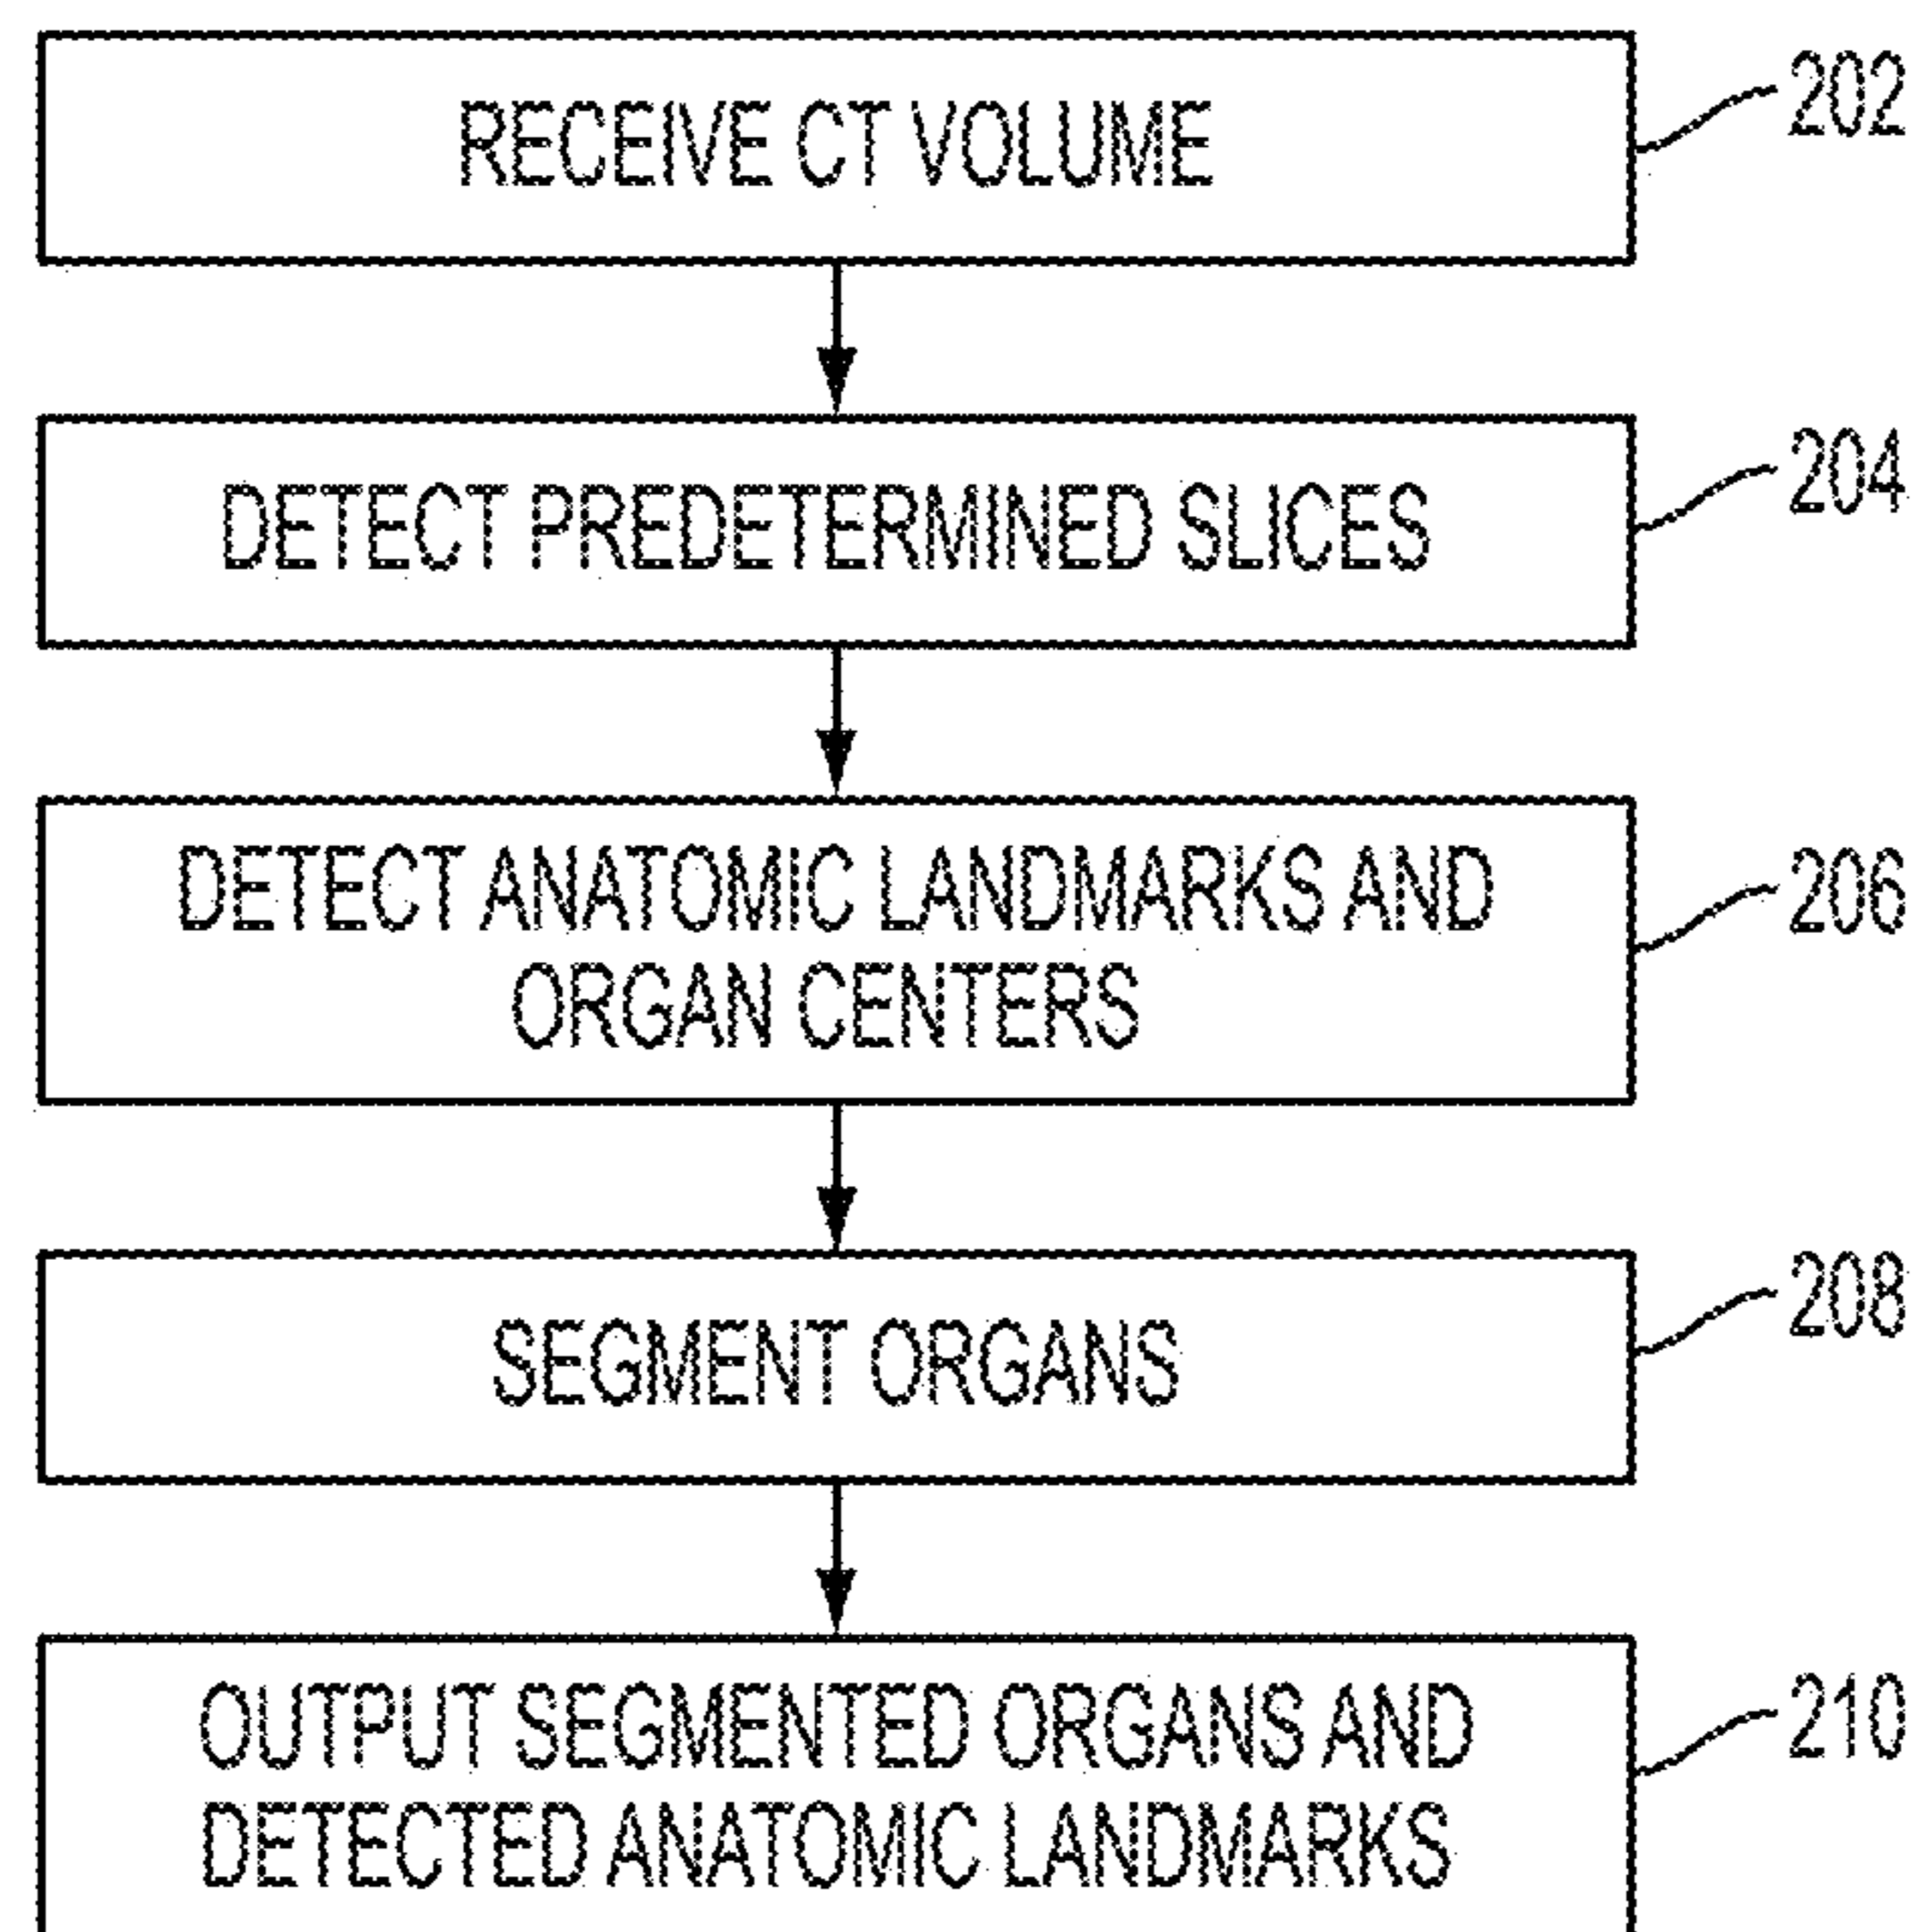 RECEIVE CT VOLUME
202
DETECT PREDETERMINED SLICES
204
DETECT ANATOMIC LANDMARKS AND
ORGAN CENTERS
206
SEGMENT ORGANS
208
OUTPUT SEGMENTED ORGANS AND
DETECTED ANATOMIC LANDMARKS
210